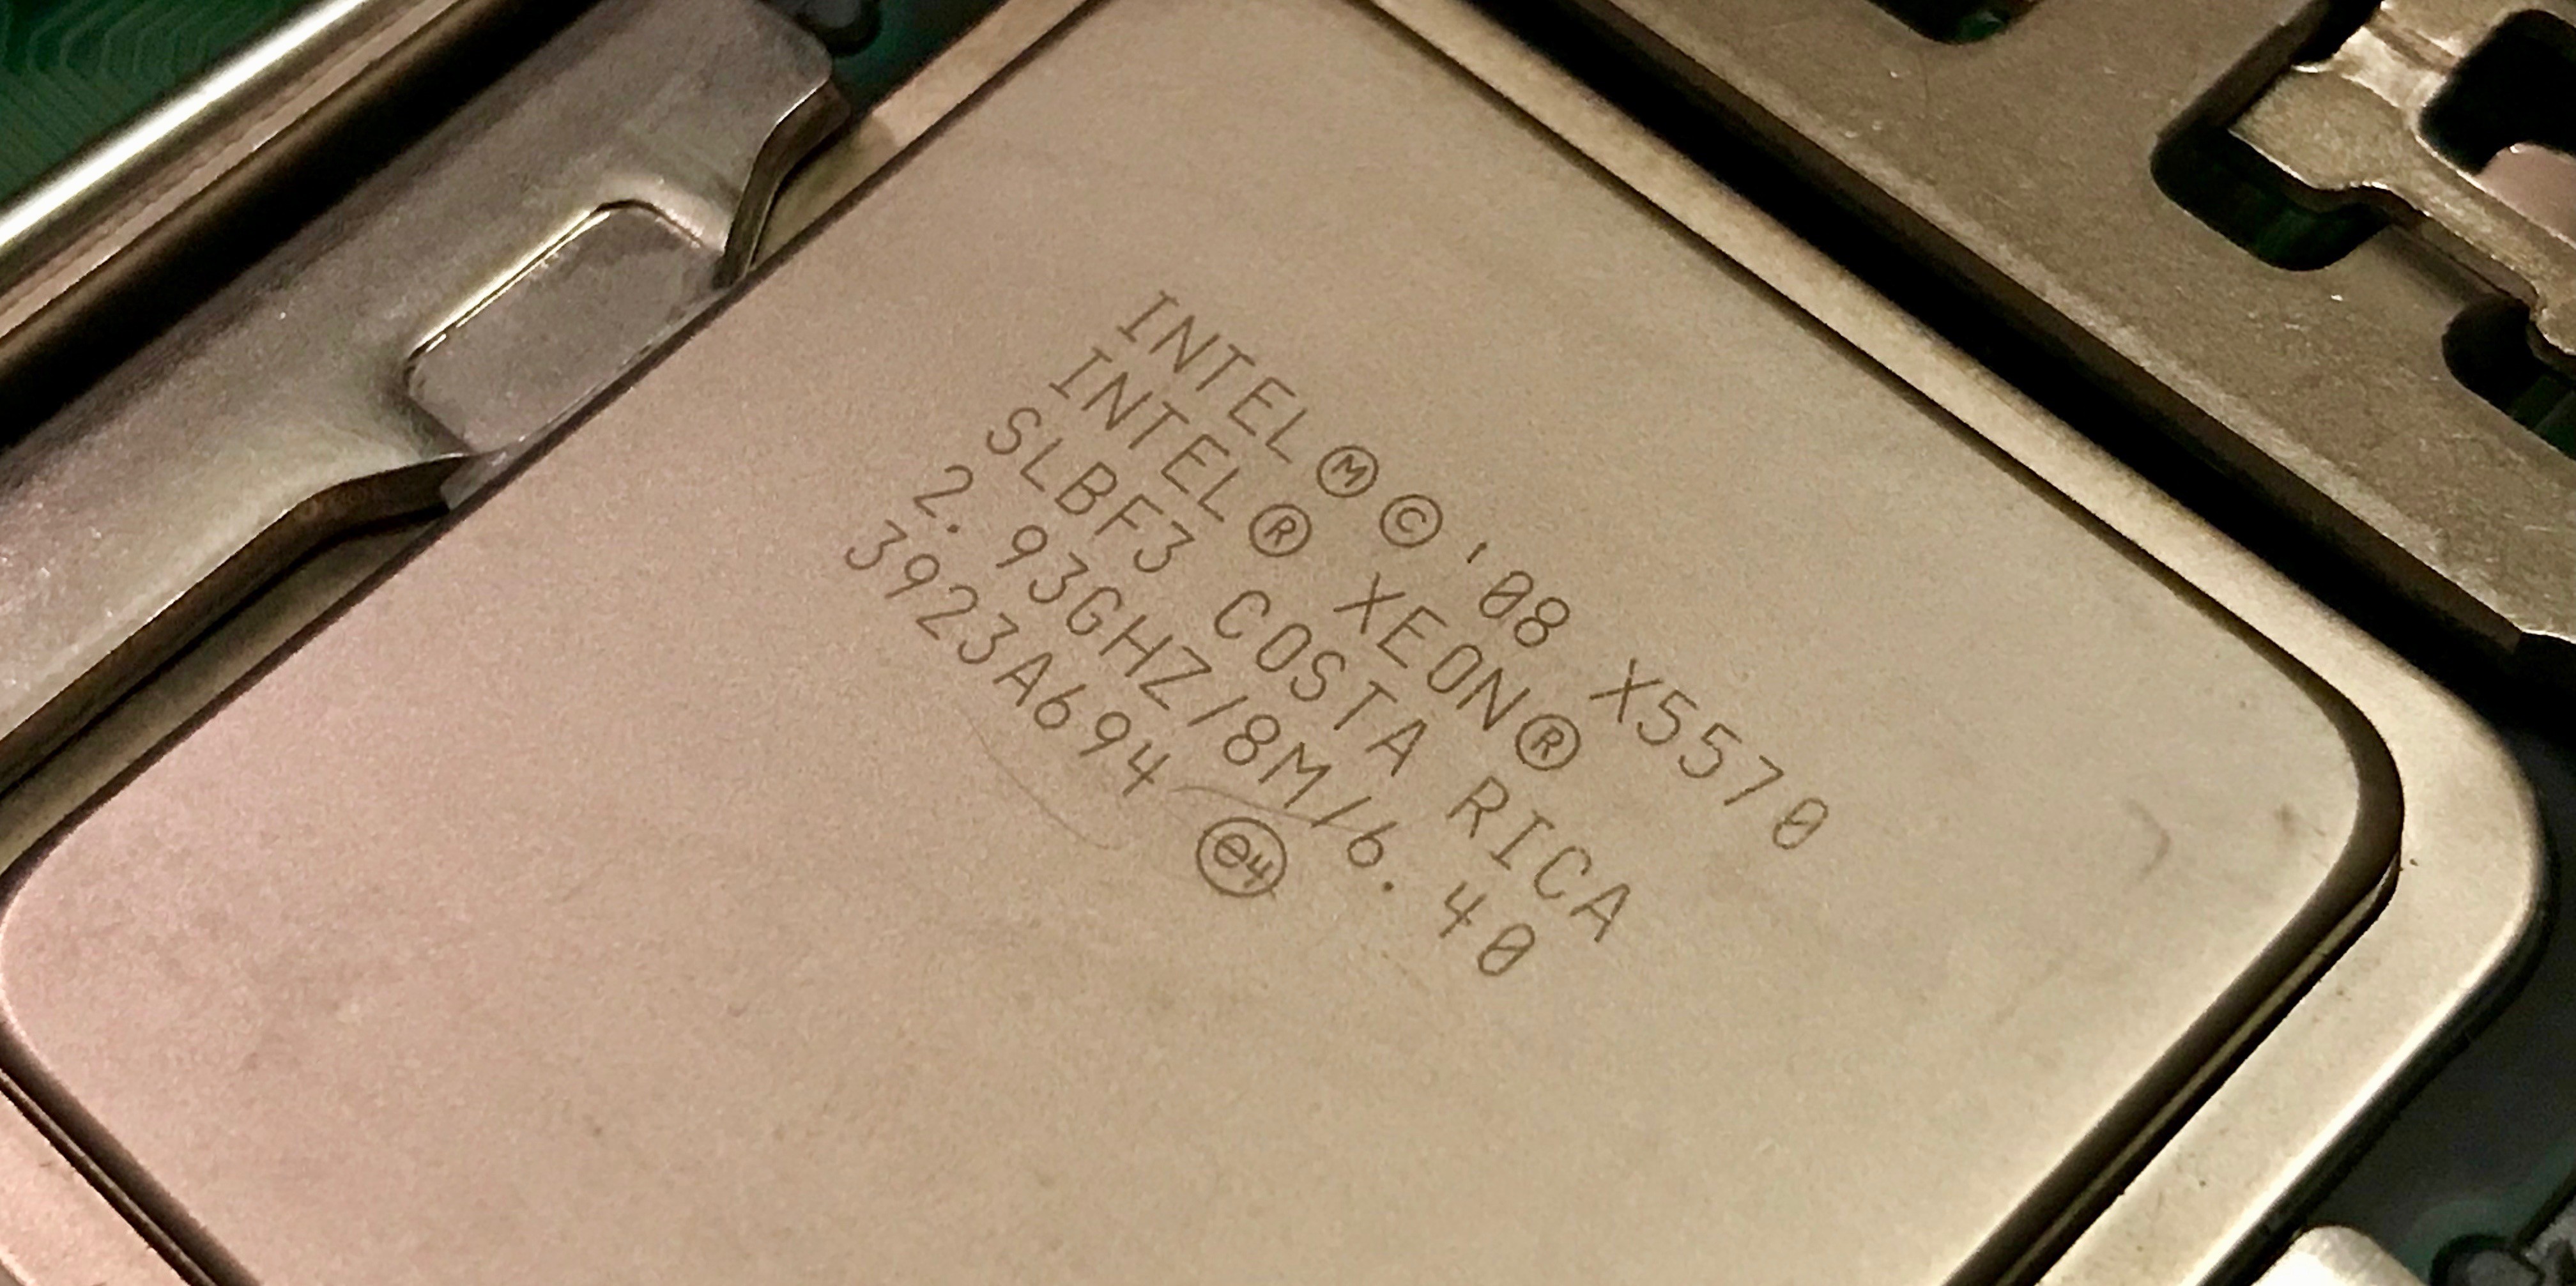 INTEL Ⓜ © '08
INTEL® XEON® X5570
SLBF3 COSTA RICA
2.93GHZ/8M/6.40
3923A694 ⓔ4